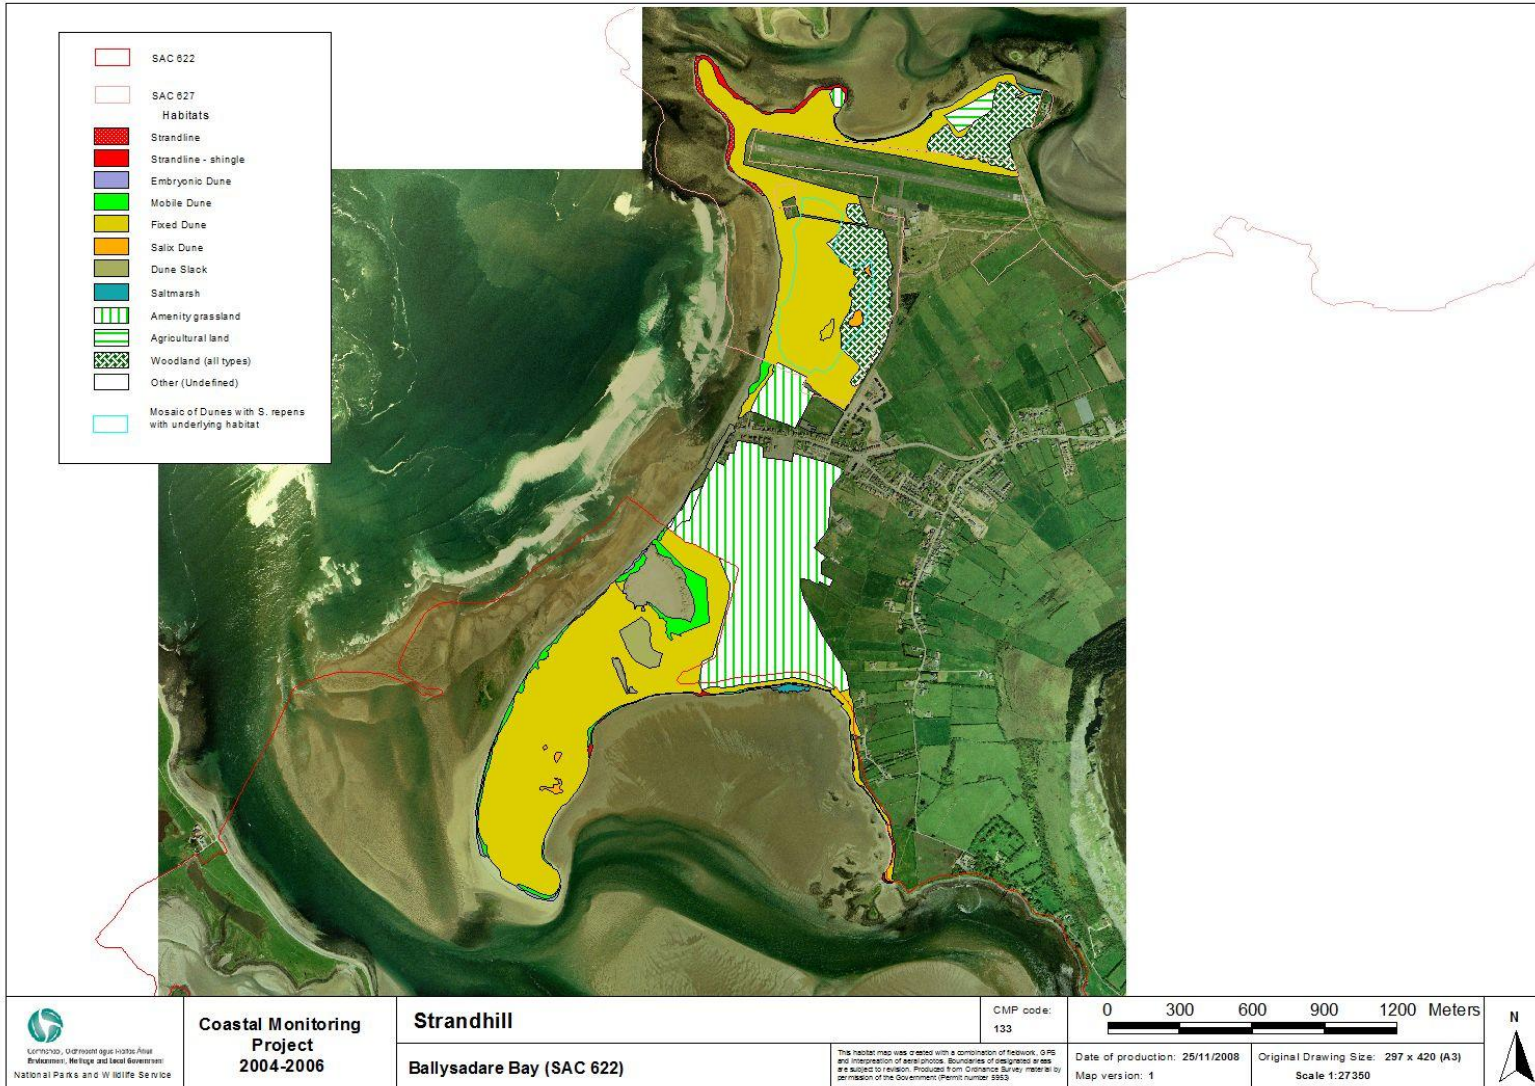 SAC 622
SAC 627
Habitats
Strandline
Strandline - shingle
Embryonic Dune
Mobile Dune
Fixed Dune
Salix Dune
Dune Slack
Saltmarsh
Amenity grassland
Agricultural land
Woodland (all types)
Other (Undefined)
Mosaic of Dunes with S. repens
with underlying habitat
Environment, Heritage and Local Government
National Parks and Wildlife Service
Coastal Monitoring
Project
2004-2006
Strandhill
Ballysadare Bay (SAC 622)
CMP code:
133
This habitat map was created with a combination of fieldwork, GPS
and interpretation of aerial photos. Boundaries of designated areas
are subject to revision. Produced from Ordnance Survey material by
permission of the Government (Permit number
0 300 600 900 1200 Meters
Date of production: 25/11/2008
Map version: 1
Original Drawing Size: 297 x 420 (A3)
Scale 1:27350
N